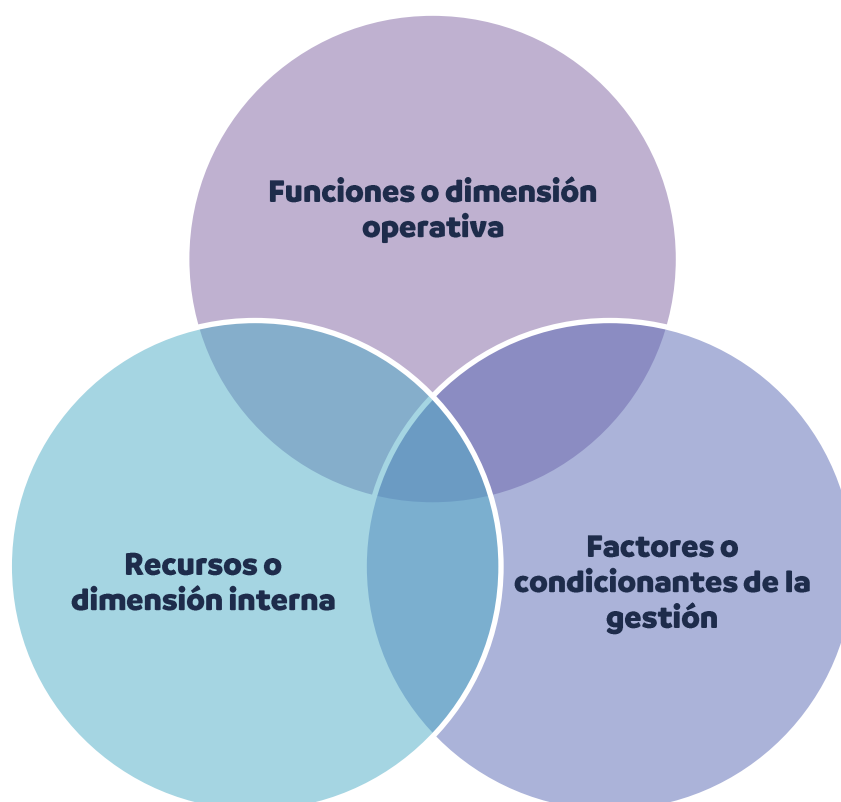 Funciones o dimensión
operativa
Recursos o
dimensión interna
Factores o
condicionantes de la
gestión